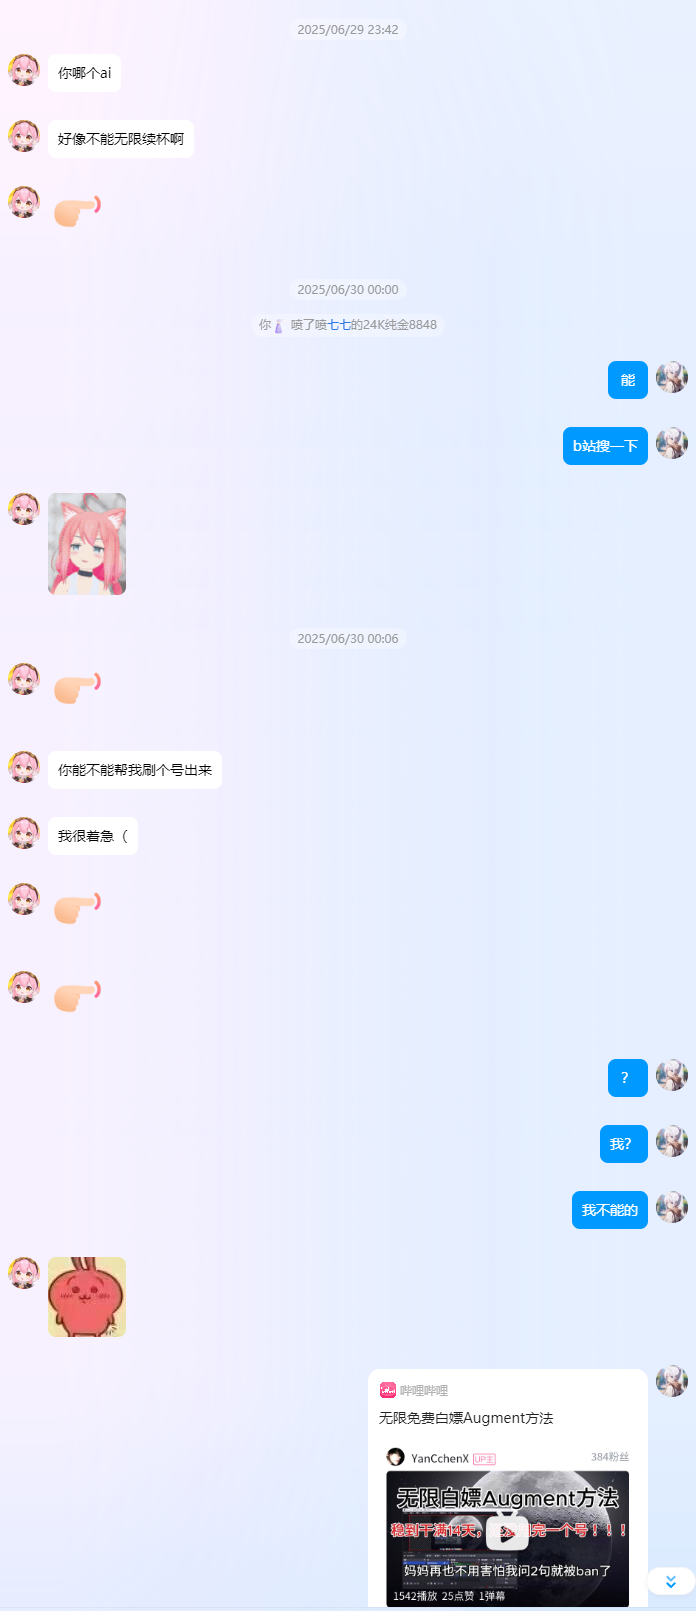 2025/06/29 23:42
你哪个ai
好像不能无限续杯啊
2025/06/30 00:00
你 喷了喷七七的24K纯金8848
能
b站搜一下
2025/06/30 00:06
你能不能帮我刷个号出来
我很着急（
？
我？
我不能的
哔哩哔哩
无限免费白嫖Augment方法
YanCchenX UP主 384粉丝
无限白嫖Augment方法
稳到干满14天，完一个号！！！
妈妈再也不用害怕我问2句就被ban了
1542播放 25点赞 1弹幕